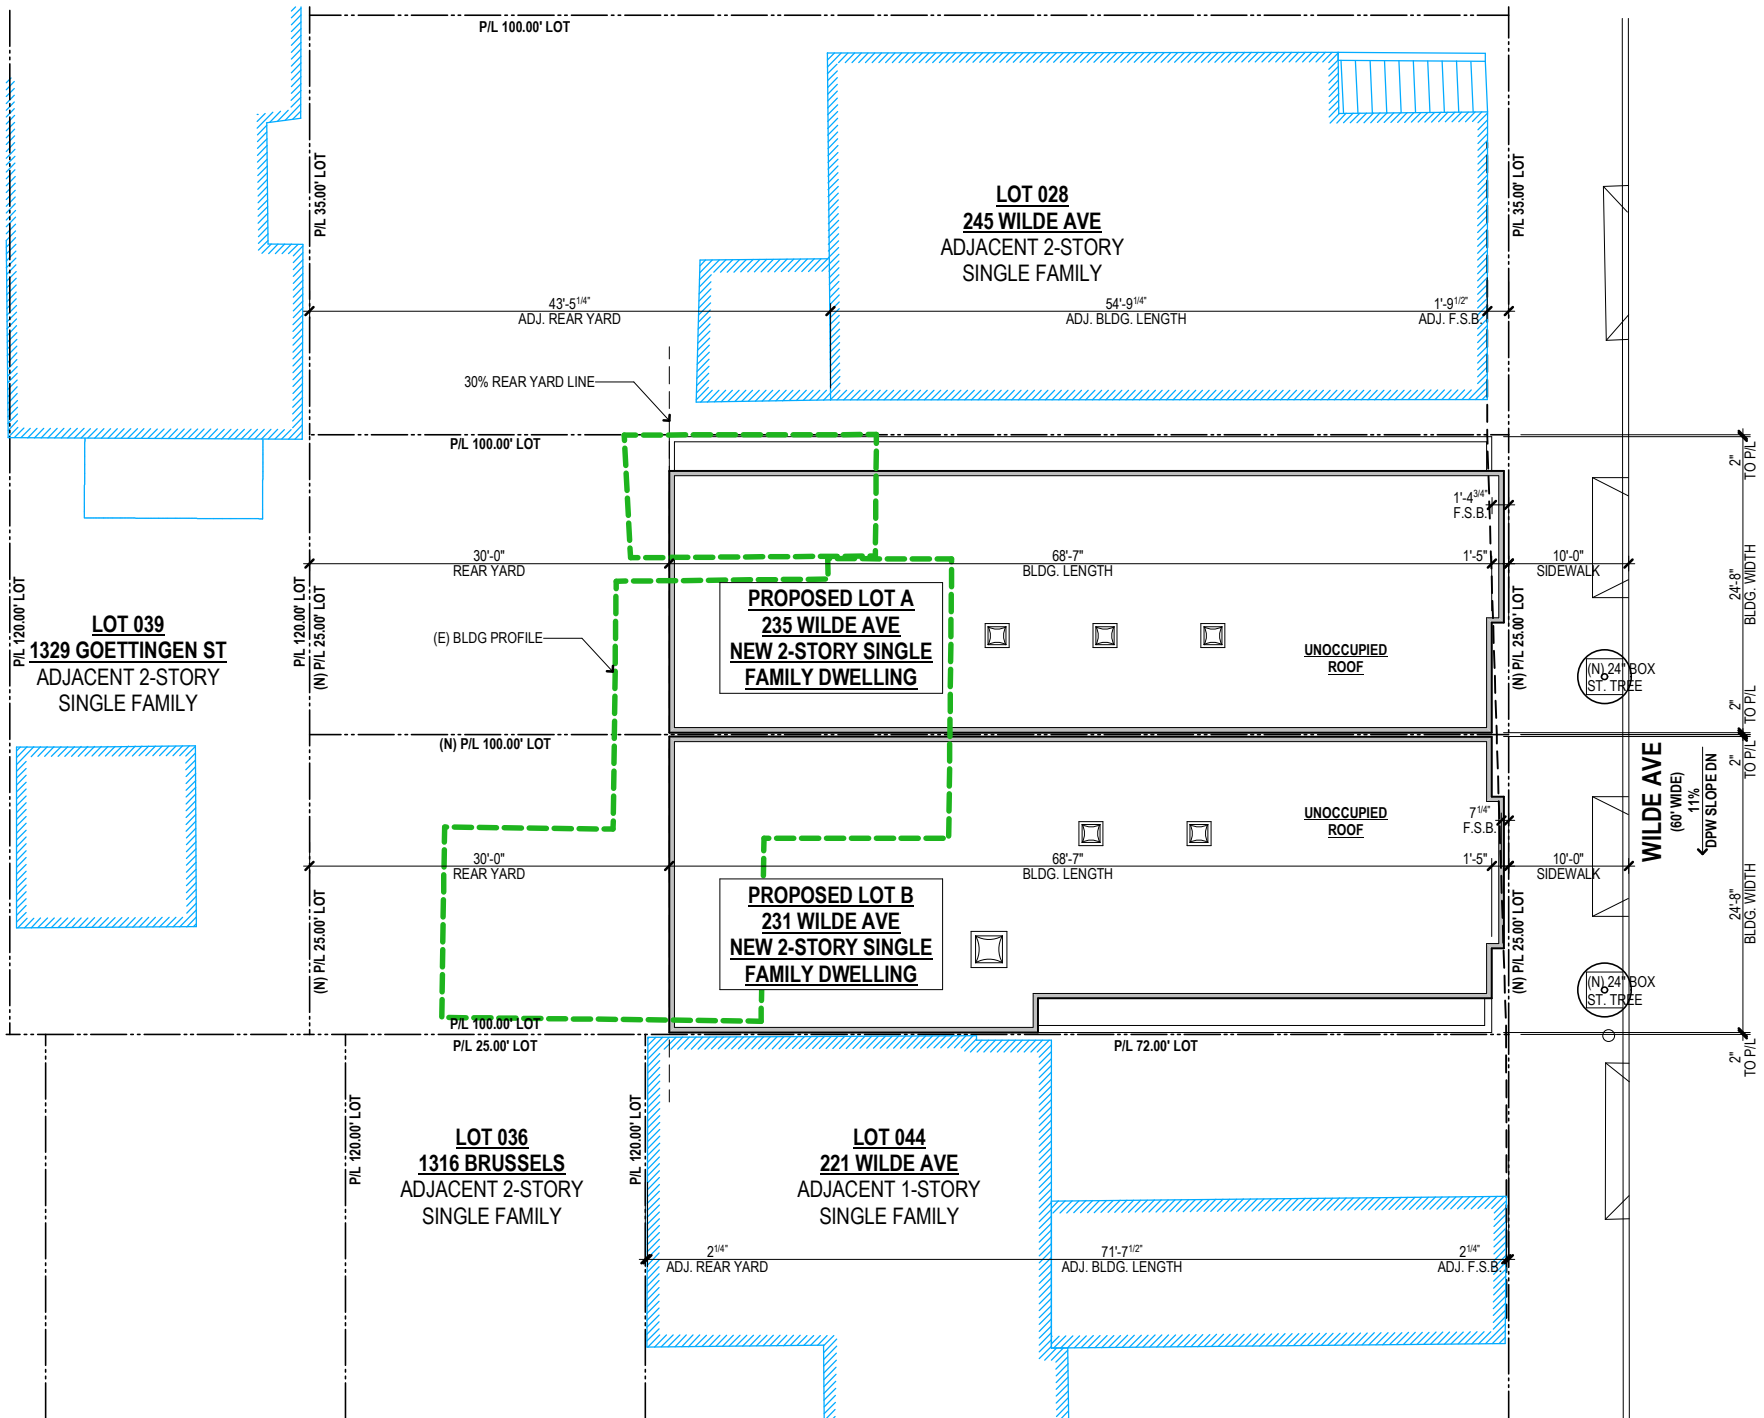 P/L 100.00' LOT
P/L 35.00' LOT
P/L 35.00' LOT
LOT 028
245 WILDE AVE
ADJACENT 2-STORY
SINGLE FAMILY
43'-5 1/4"
ADJ. REAR YARD
54'-9 1/4"
ADJ. BLDG. LENGTH
1'-9 1/2"
ADJ. F.S.B.
30% REAR YARD LINE
P/L 100.00' LOT
2"
TO P/L
1'-4 3/4"
F.S.B.
30'-0"
REAR YARD
68'-7"
BLDG. LENGTH
1'-5"
10'-0"
SIDEWALK
24'-8"
BLDG. WIDTH
P/L 120.00' LOT
LOT 039
1329 GOETTINGEN ST
ADJACENT 2-STORY
SINGLE FAMILY
P/L 120.00' LOT
(N) P/L 25.00' LOT
(E) BLDG PROFILE
PROPOSED LOT A
235 WILDE AVE
NEW 2-STORY SINGLE
FAMILY DWELLING
UNOCCUPIED
ROOF
(N) P/L 25.00' LOT
(N) 24" BOX
ST. TREE
2"
TO P/L
(N) P/L 100.00' LOT
2"
TO P/L
WILDE AVE
(60' WIDE)
11%
DPW SLOPE DN
UNOCCUPIED
ROOF
7 1/4"
F.S.B.
30'-0"
REAR YARD
68'-7"
BLDG. LENGTH
1'-5"
10'-0"
SIDEWALK
24'-8"
BLDG. WIDTH
PROPOSED LOT B
231 WILDE AVE
NEW 2-STORY SINGLE
FAMILY DWELLING
(N) P/L 25.00' LOT
(N) P/L 25.00' LOT
(N) 24" BOX
ST. TREE
P/L 100.00' LOT
P/L 25.00' LOT
P/L 72.00' LOT
2"
TO P/L
P/L 120.00' LOT
LOT 036
1316 BRUSSELS
ADJACENT 2-STORY
SINGLE FAMILY
P/L 120.00' LOT
LOT 044
221 WILDE AVE
ADJACENT 1-STORY
SINGLE FAMILY
2 1/4"
ADJ. REAR YARD
71'-7 1/2"
ADJ. BLDG. LENGTH
2 1/4"
ADJ. F.S.B.